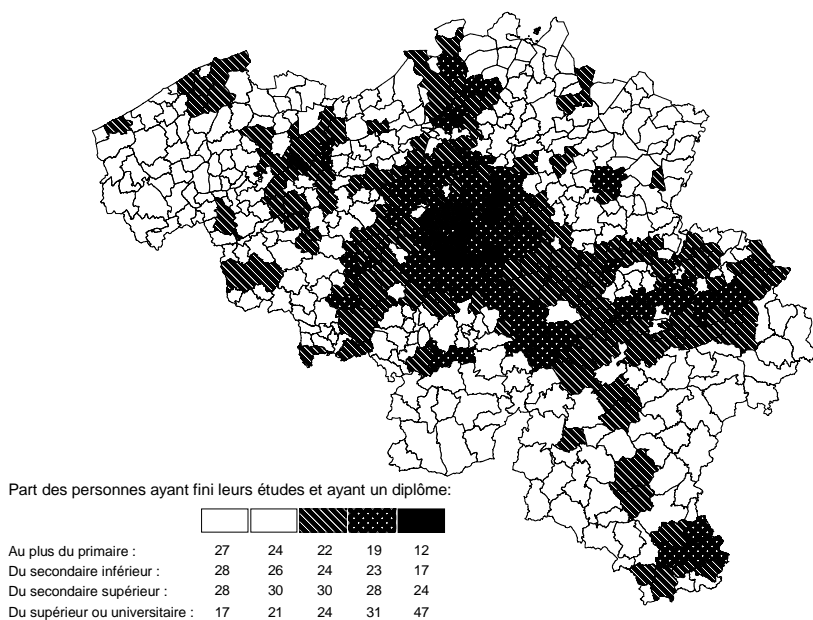 Part des personnes ayant fini leurs études et ayant un diplôme:
Au plus du primaire : 27 24 22 19 12
Du secondaire inférieur : 28 26 24 23 17
Du secondaire supérieur : 28 30 30 28 24
Du supérieur ou universitaire : 17 21 24 31 47